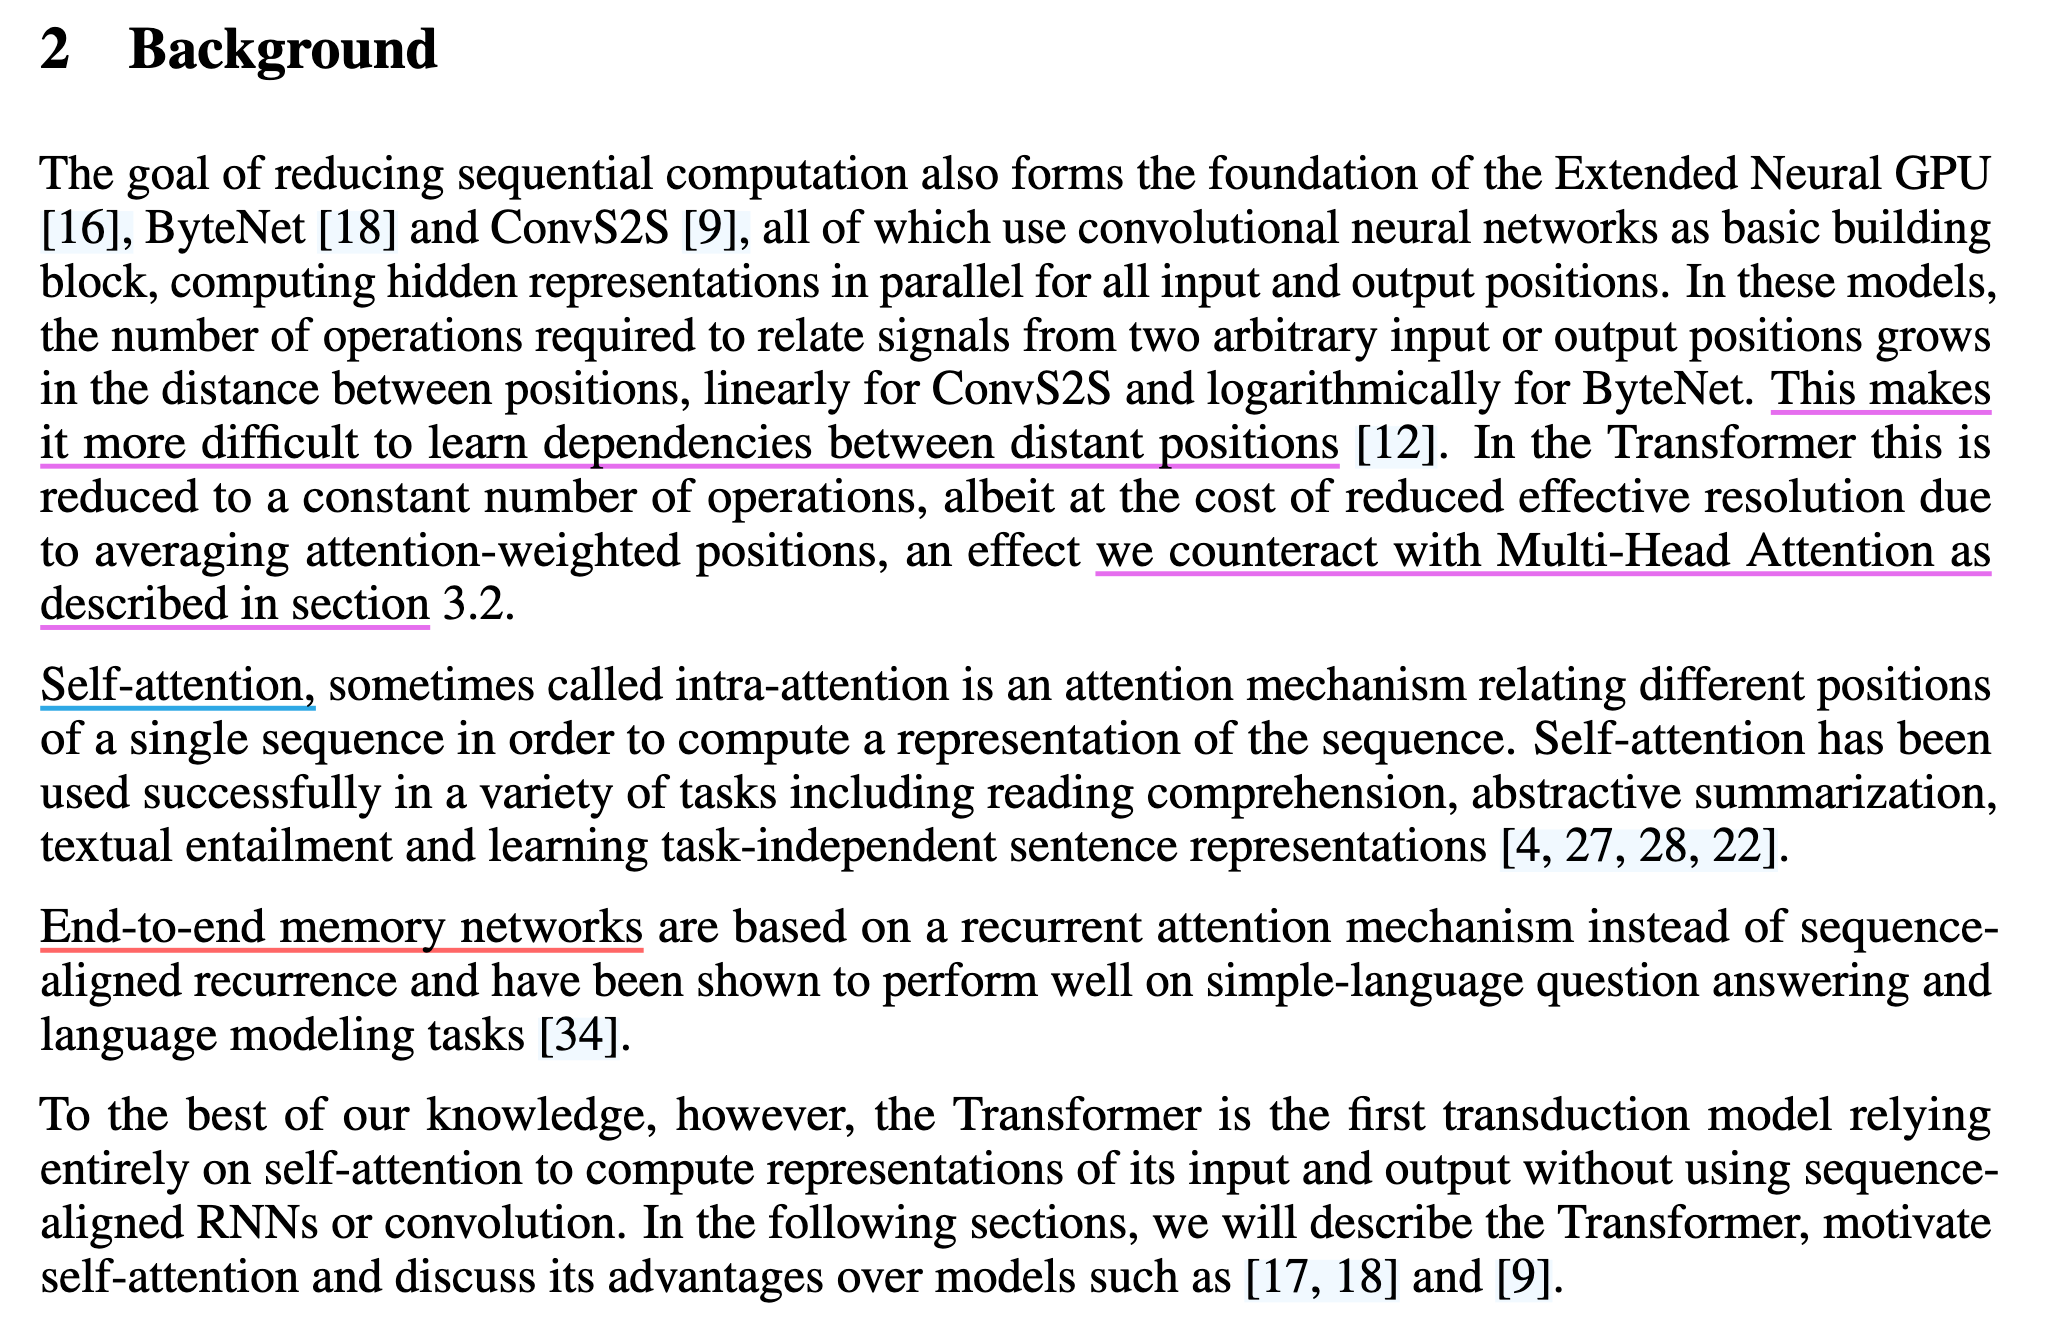 2 Background
The goal of reducing sequential computation also forms the foundation of the Extended Neural GPU
[16], ByteNet [18] and ConvS2S [9], all of which use convolutional neural networks as basic building
block, computing hidden representations in parallel for all input and output positions. In these models,
the number of operations required to relate signals from two arbitrary input or output positions grows
in the distance between positions, linearly for ConvS2S and logarithmically for ByteNet. This makes
it more difficult to learn dependencies between distant positions [12]. In the Transformer this is
reduced to a constant number of operations, albeit at the cost of reduced effective resolution due
to averaging attention-weighted positions, an effect we counteract with Multi-Head Attention as
described in section 3.2.
Self-attention, sometimes called intra-attention is an attention mechanism relating different positions
of a single sequence in order to compute a representation of the sequence. Self-attention has been
used successfully in a variety of tasks including reading comprehension, abstractive summarization,
textual entailment and learning task-independent sentence representations [4, 27, 28, 22].
End-to-end memory networks are based on a recurrent attention mechanism instead of sequence-
aligned recurrence and have been shown to perform well on simple-language question answering and
language modeling tasks [34].
To the best of our knowledge, however, the Transformer is the first transduction model relying
entirely on self-attention to compute representations of its input and output without using sequence-
aligned RNNs or convolution. In the following sections, we will describe the Transformer, motivate
self-attention and discuss its advantages over models such as [17, 18] and [9].